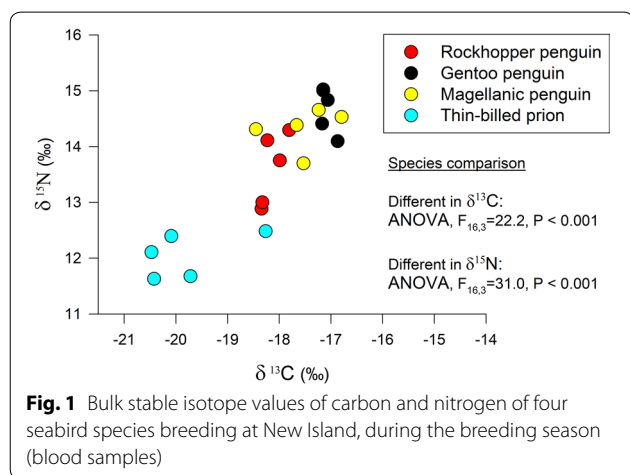 16
15
14
13
12
11
δ ¹⁵N (‰)
-21 -20 -19 -18 -17 -16 -15 -14
δ ¹³C (‰)
Rockhopper penguin
Gentoo penguin
Magellanic penguin
Thin-billed prion
Species comparison
Different in δ¹³C:
ANOVA, F₁₆,₃=22.2, P < 0.001
Different in δ¹⁵N:
ANOVA, F₁₆,₃=31.0, P < 0.001
Fig. 1 Bulk stable isotope values of carbon and nitrogen of four
seabird species breeding at New Island, during the breeding season
(blood samples)